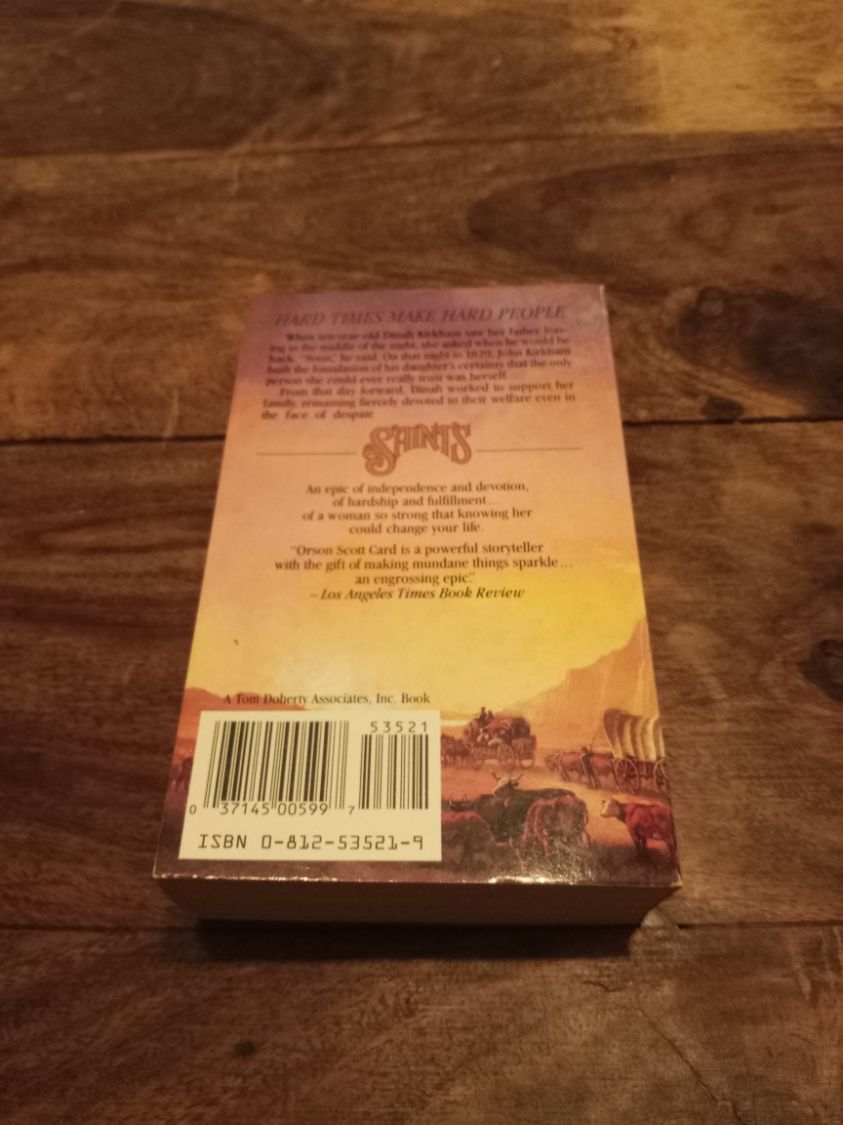 HARD TIMES MAKE HARD PEOPLE
When ten-year-old Dinah Kirkham saw her father leav-
ing in the middle of the night, she asked when he would be
back. "Soon," he said. On that night in 1829, John Kirkham
built the foundation of his daughter's certainty that the only
person she could ever really trust was herself.
From that day forward, Dinah worked to support her
family, remaining fiercely devoted to their welfare even in
the face of despair.
SAINTS
An epic of independence and devotion,
of hardship and fulfillment...
of a woman so strong that knowing her
could change your life.
"Orson Scott Card is a powerful storyteller
with the gift of making mundane things sparkle...
an engrossing epic."
– Los Angeles Times Book Review
A Tom Doherty Associates, Inc. Book
53521
0 37145 00599 7
ISBN 0-812-53521-9